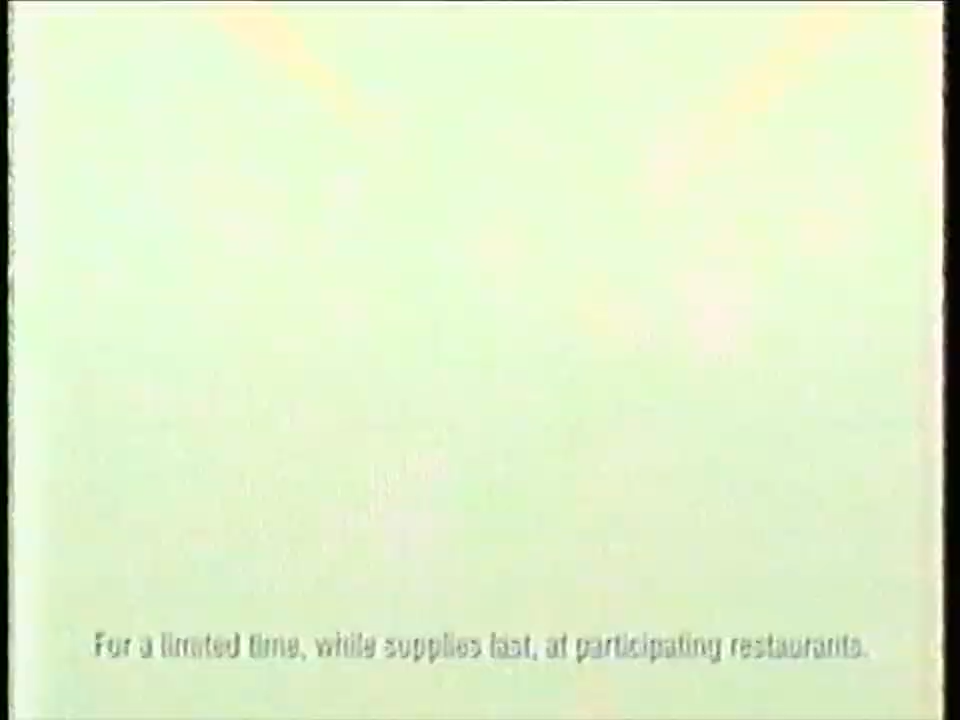 For a limited time, while supplies last, at participating restaurants.